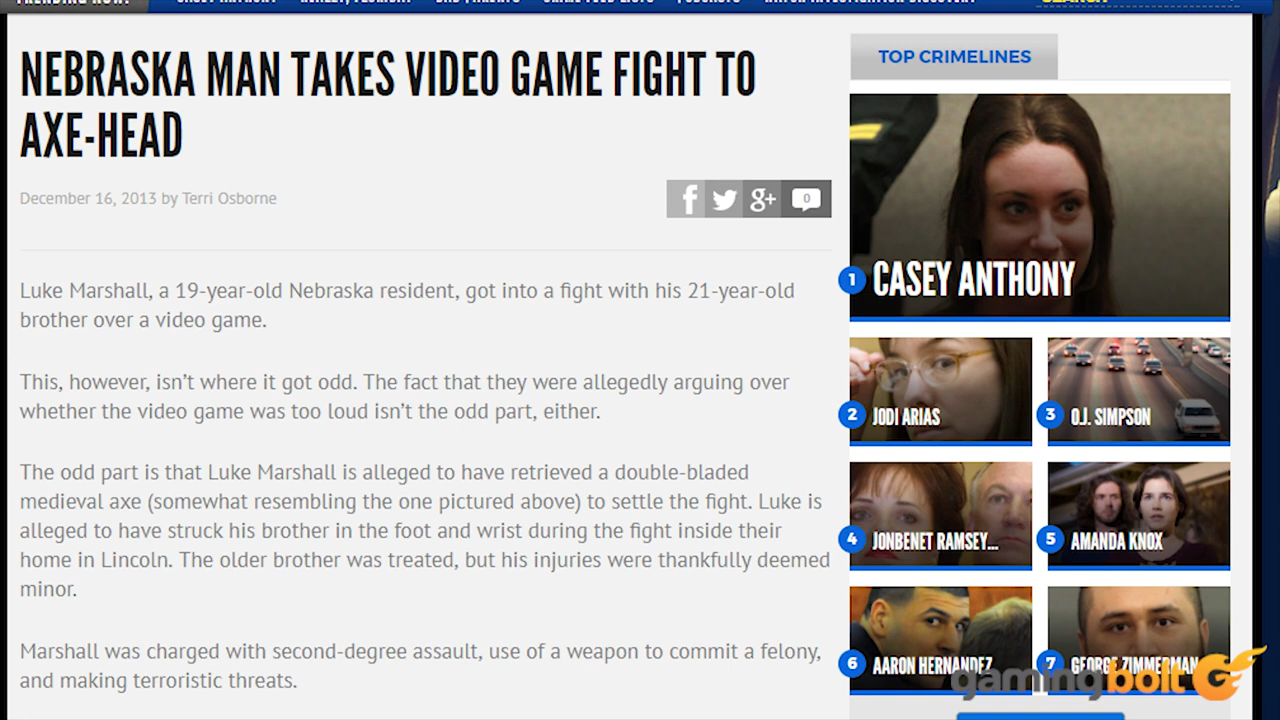 NEBRASKA MAN TAKES VIDEO GAME FIGHT TO
AXE-HEAD
December 16, 2013 by Terri Osborne
0
Luke Marshall, a 19-year-old Nebraska resident, got into a fight with his 21-year-old
brother over a video game.
This, however, isn’t where it got odd. The fact that they were allegedly arguing over
whether the video game was too loud isn’t the odd part, either.
The odd part is that Luke Marshall is alleged to have retrieved a double-bladed
medieval axe (somewhat resembling the one pictured above) to settle the fight. Luke is
alleged to have struck his brother in the foot and wrist during the fight inside their
home in Lincoln. The older brother was treated, but his injuries were thankfully deemed
minor.
Marshall was charged with second-degree assault, use of a weapon to commit a felony,
and making terroristic threats.
TOP CRIMELINES
1 CASEY ANTHONY
2 JODI ARIAS
3 O.J. SIMPSON
4 JONBENET RAMSEY...
5 AMANDA KNOX
6 AARON HERNANDEZ
7 GEORGE ZIMMERMAN
gamingbolt